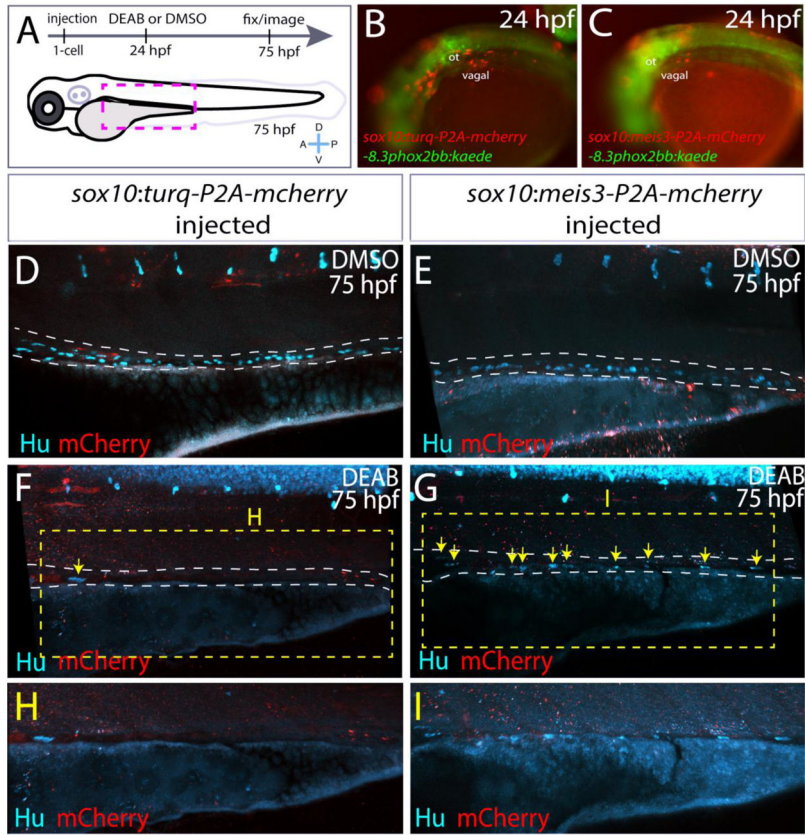 A
injection
1-cell
DEAB or DMSO
24 hpf
fix/image
75 hpf
75 hpf
D
A
P
V
B
24 hpf
ot
vagal
sox10:turq-P2A-mcherry
-8.3phox2bb:kaede
C
24 hpf
ot
vagal
sox10:meis3-P2A-mCherry
-8.3phox2bb:kaede
sox10:turq-P2A-mcherry
injected
sox10:meis3-P2A-mcherry
injected
D
DMSO
75 hpf
Hu mCherry
E
DMSO
75 hpf
Hu mCherry
F
DEAB
75 hpf
H
Hu mCherry
G
DEAB
75 hpf
I
Hu mCherry
H
Hu mCherry
I
Hu mCherry